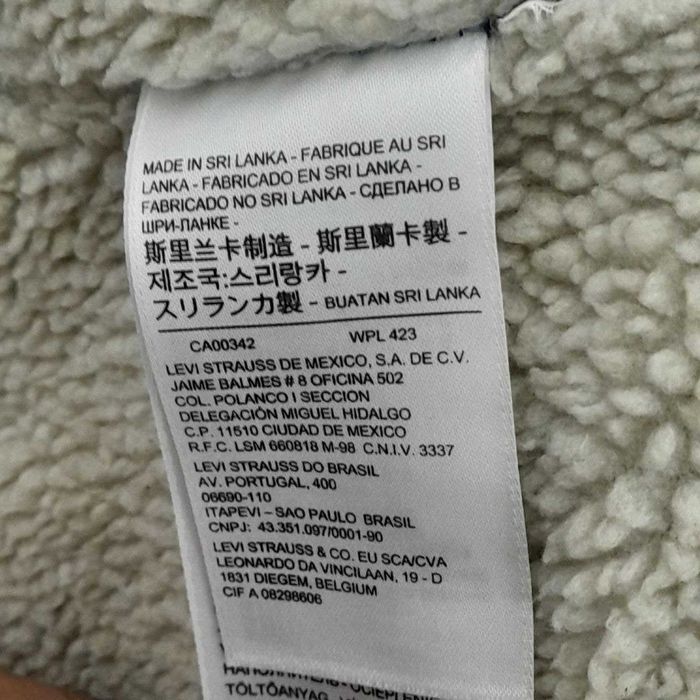 MADE IN SRI LANKA - FABRIQUE AU SRI
LANKA - FABRICADO EN SRI LANKA -
FABRICADO NO SRI LANKA - СДЕЛАНО В
ШРИ-ЛАНКЕ -
斯里兰卡制造 - 斯里蘭卡製 -
제조국:스리랑카 -
スリランカ製 - BUATAN SRI LANKA
CA00342 WPL 423
LEVI STRAUSS DE MEXICO, S.A. DE C.V.
JAIME BALMES # 8 OFICINA 502
COL. POLANCO I SECCION
DELEGACIÓN MIGUEL HIDALGO
C.P. 11510 CIUDAD DE MEXICO
R.F.C. LSM 660818 M-98 C.N.I.V. 3337
LEVI STRAUSS DO BRASIL
AV. PORTUGAL, 400
06690-110
ITAPEVI – SAO PAULO BRASIL
CNPJ: 43.351.097/0001-90
LEVI STRAUSS & CO. EU SCA/CVA
LEONARDO DA VINCILAAN, 19 - D
1831 DIEGEM, BELGIUM
CIF A 08298606
TÖLTŐANYAG